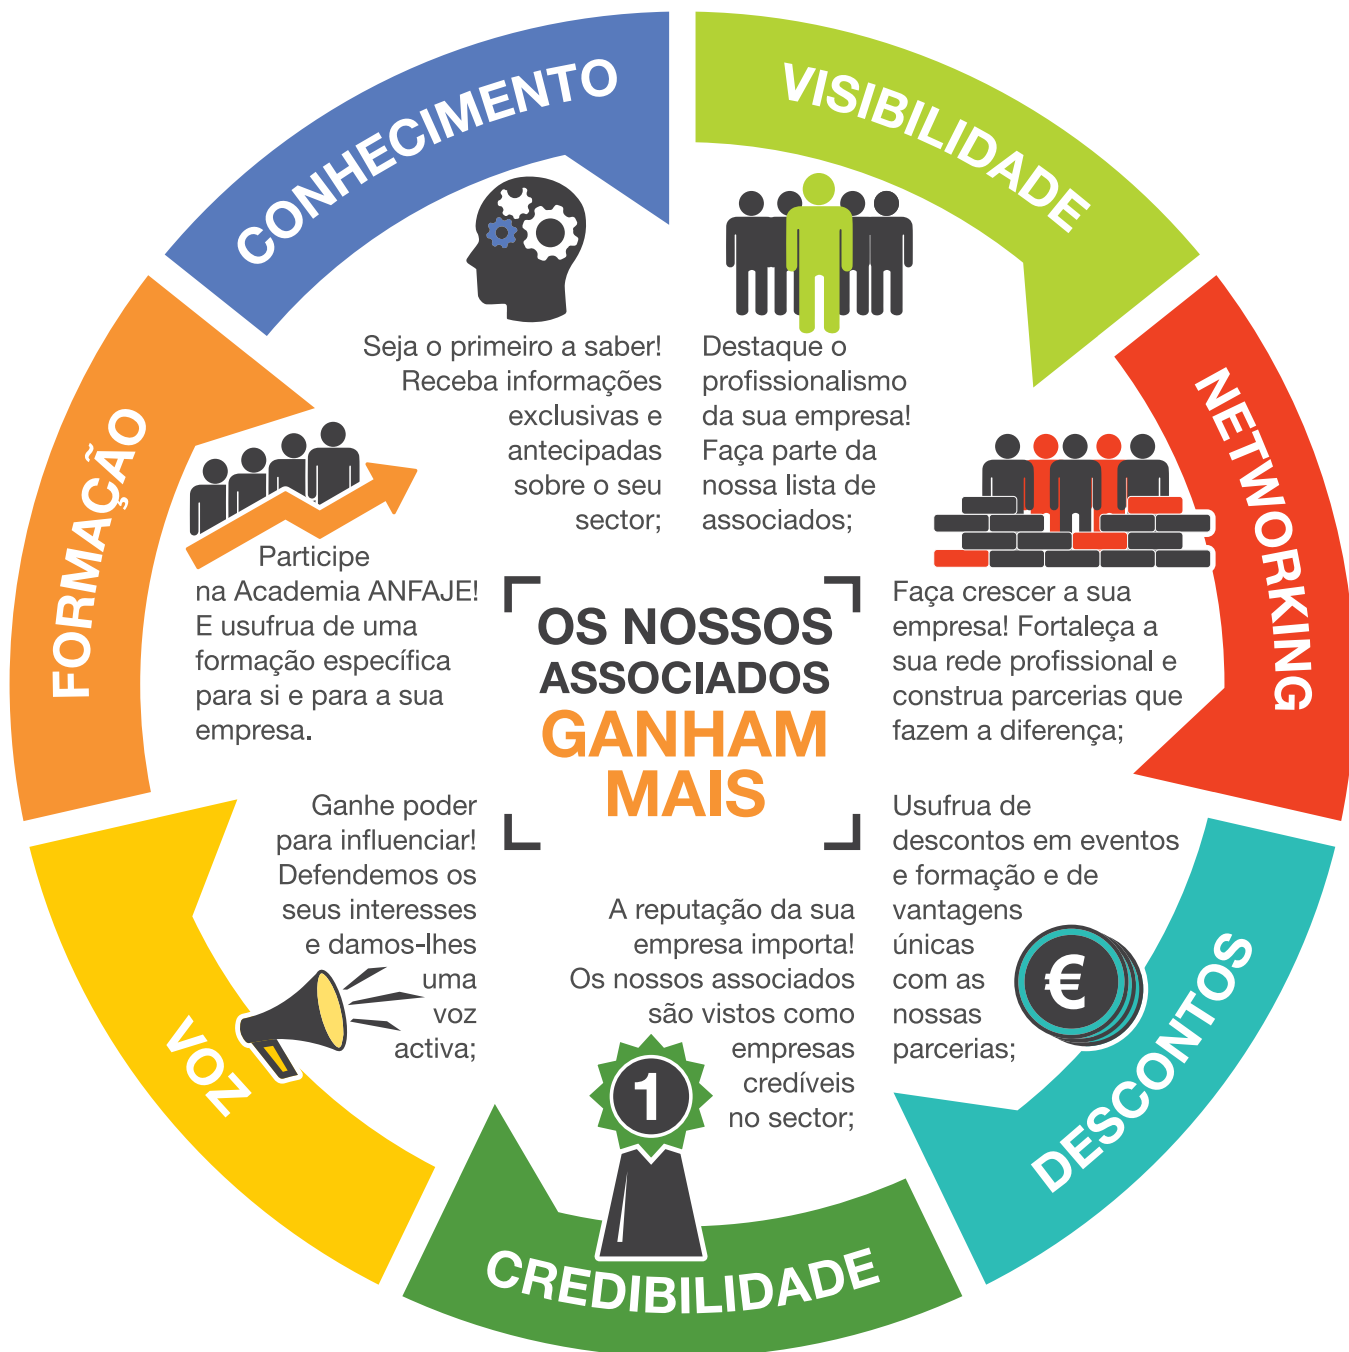 CONHECIMENTO
Seja o primeiro a saber!
Receba informações
exclusivas e
antecipadas
sobre o seu
sector;
VISIBILIDADE
Destaque o
profissionalismo
da sua empresa!
Faça parte da
nossa lista de
associados;
NETWORKING
Faça crescer a sua
empresa! Fortaleça a
sua rede profissional e
construa parcerias que
fazem a diferença;
DESCONTOS
Usufrua de
descontos em eventos
e formação e de
vantagens
únicas
com as
nossas
parcerias;
€
CREDIBILIDADE
A reputação da sua
empresa importa!
Os nossos associados
são vistos como
empresas
credíveis
no sector;
1
VOZ
Ganhe poder
para influenciar!
Defendemos os
seus interesses
e damos-lhes
uma
voz
activa;
FORMAÇÃO
Participe
na Academia ANFAJE!
E usufrua de uma
formação específica
para si e para a sua
empresa.
OS NOSSOS
ASSOCIADOS
GANHAM
MAIS